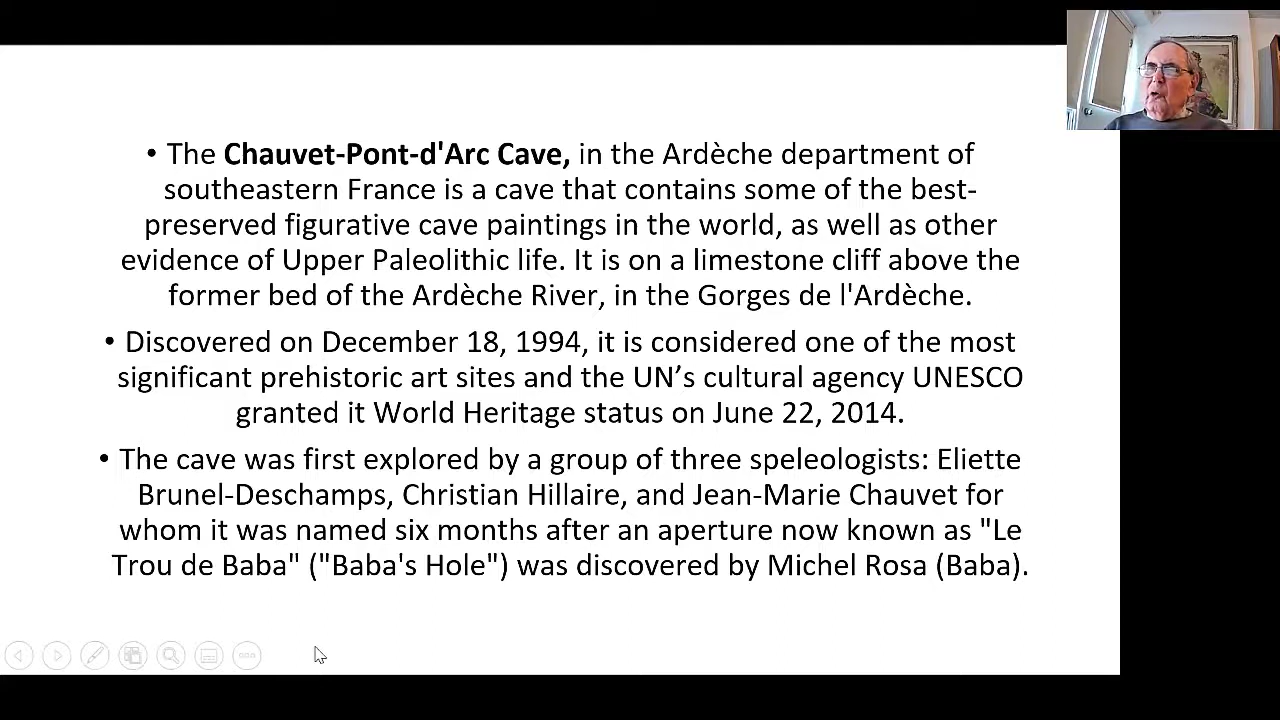 • The Chauvet-Pont-d'Arc Cave, in the Ardèche department of
southeastern France is a cave that contains some of the best-
preserved figurative cave paintings in the world, as well as other
evidence of Upper Paleolithic life. It is on a limestone cliff above the
former bed of the Ardèche River, in the Gorges de l'Ardèche.
• Discovered on December 18, 1994, it is considered one of the most
significant prehistoric art sites and the UN’s cultural agency UNESCO
granted it World Heritage status on June 22, 2014.
• The cave was first explored by a group of three speleologists: Eliette
Brunel-Deschamps, Christian Hillaire, and Jean-Marie Chauvet for
whom it was named six months after an aperture now known as "Le
Trou de Baba" ("Baba's Hole") was discovered by Michel Rosa (Baba).